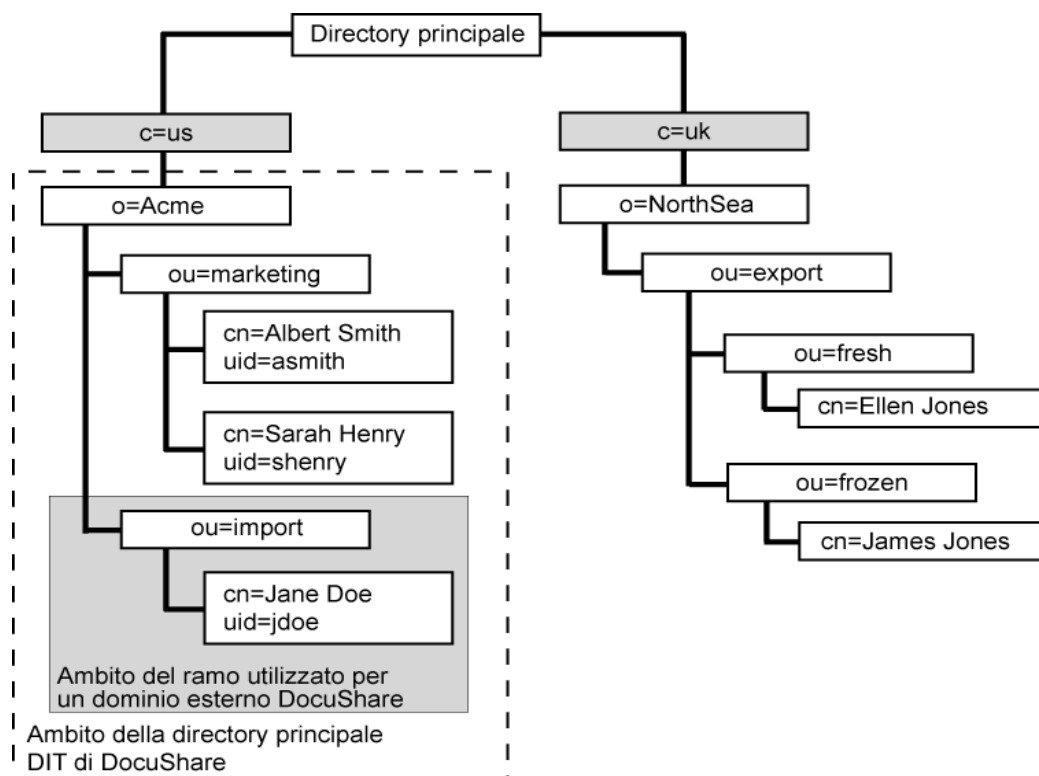 Directory principale
c=us
o=Acme
ou=marketing
cn=Albert Smith
uid=asmith
cn=Sarah Henry
uid=shenry
ou=import
cn=Jane Doe
uid=jdoe
Ambito del ramo utilizzato per
un dominio esterno DocuShare
Ambito della directory principale
DIT di DocuShare
c=uk
o=NorthSea
ou=export
ou=fresh
cn=Ellen Jones
ou=frozen
cn=James Jones